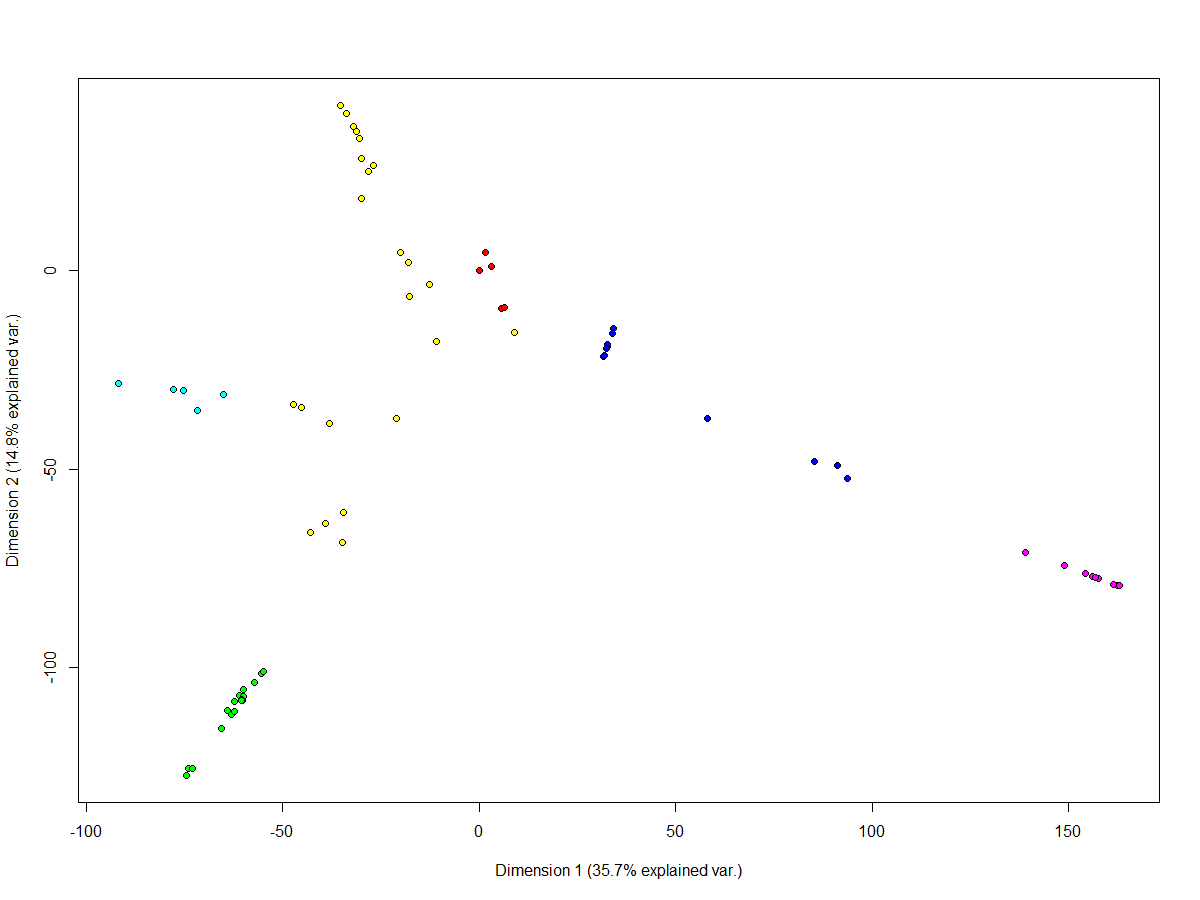 0
-50
-100
Dimension 2 (14.8% explained var.)
-100 -50 0 50 100 150
Dimension 1 (35.7% explained var.)